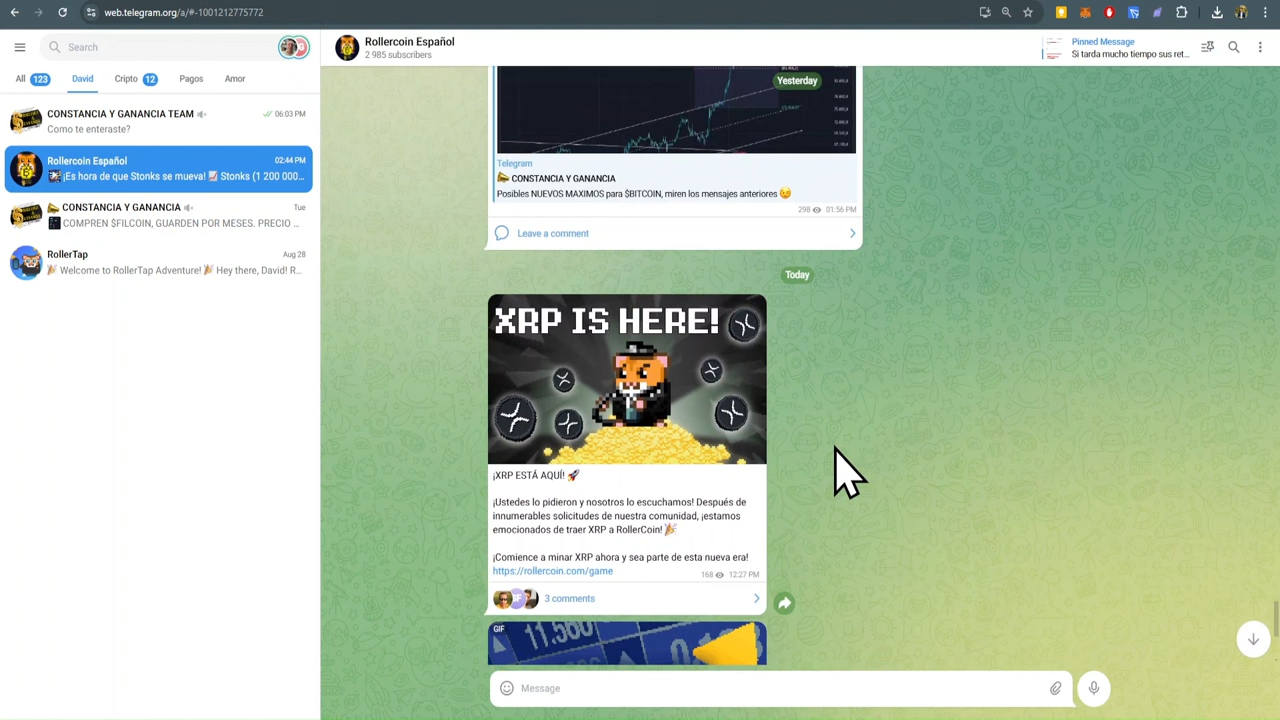 web.telegram.org/a/#-1001212775772
Search
All 123
David
Cripto 12
Pagos
Amor
CONSTANCIA Y GANANCIA TEAM
06:03 PM
Como te enteraste?
Rollercoin Español
02:44 PM
¡Es hora de que Stonks se mueva! 📈 Stonks (1 200 000...
CONSTANCIA Y GANANCIA
Tue
COMPREN $FILCOIN, GUARDEN POR MESES. PRECIO ...
RollerTap
Aug 28
🎉 Welcome to RollerTap Adventure! 🎉 Hey there, David! R...
Rollercoin Español
2 985 subscribers
Pinned Message
Si tarda mucho tiempo sus ret...
Yesterday
Telegram
CONSTANCIA Y GANANCIA
Posibles NUEVOS MAXIMOS para $BITCOIN, miren los mensajes anteriores 😉
298 01:56 PM
Leave a comment
Today
XRP IS HERE!
¡XRP ESTÁ AQUÍ! 🚀
¡Ustedes lo pidieron y nosotros lo escuchamos! Después de
innumerables solicitudes de nuestra comunidad, ¡estamos
emocionados de traer XRP a RollerCoin! 🎉
¡Comience a minar XRP ahora y sea parte de esta nueva era!
https://rollercoin.com/game
168 12:27 PM
3 comments
GIF
11.560
Message